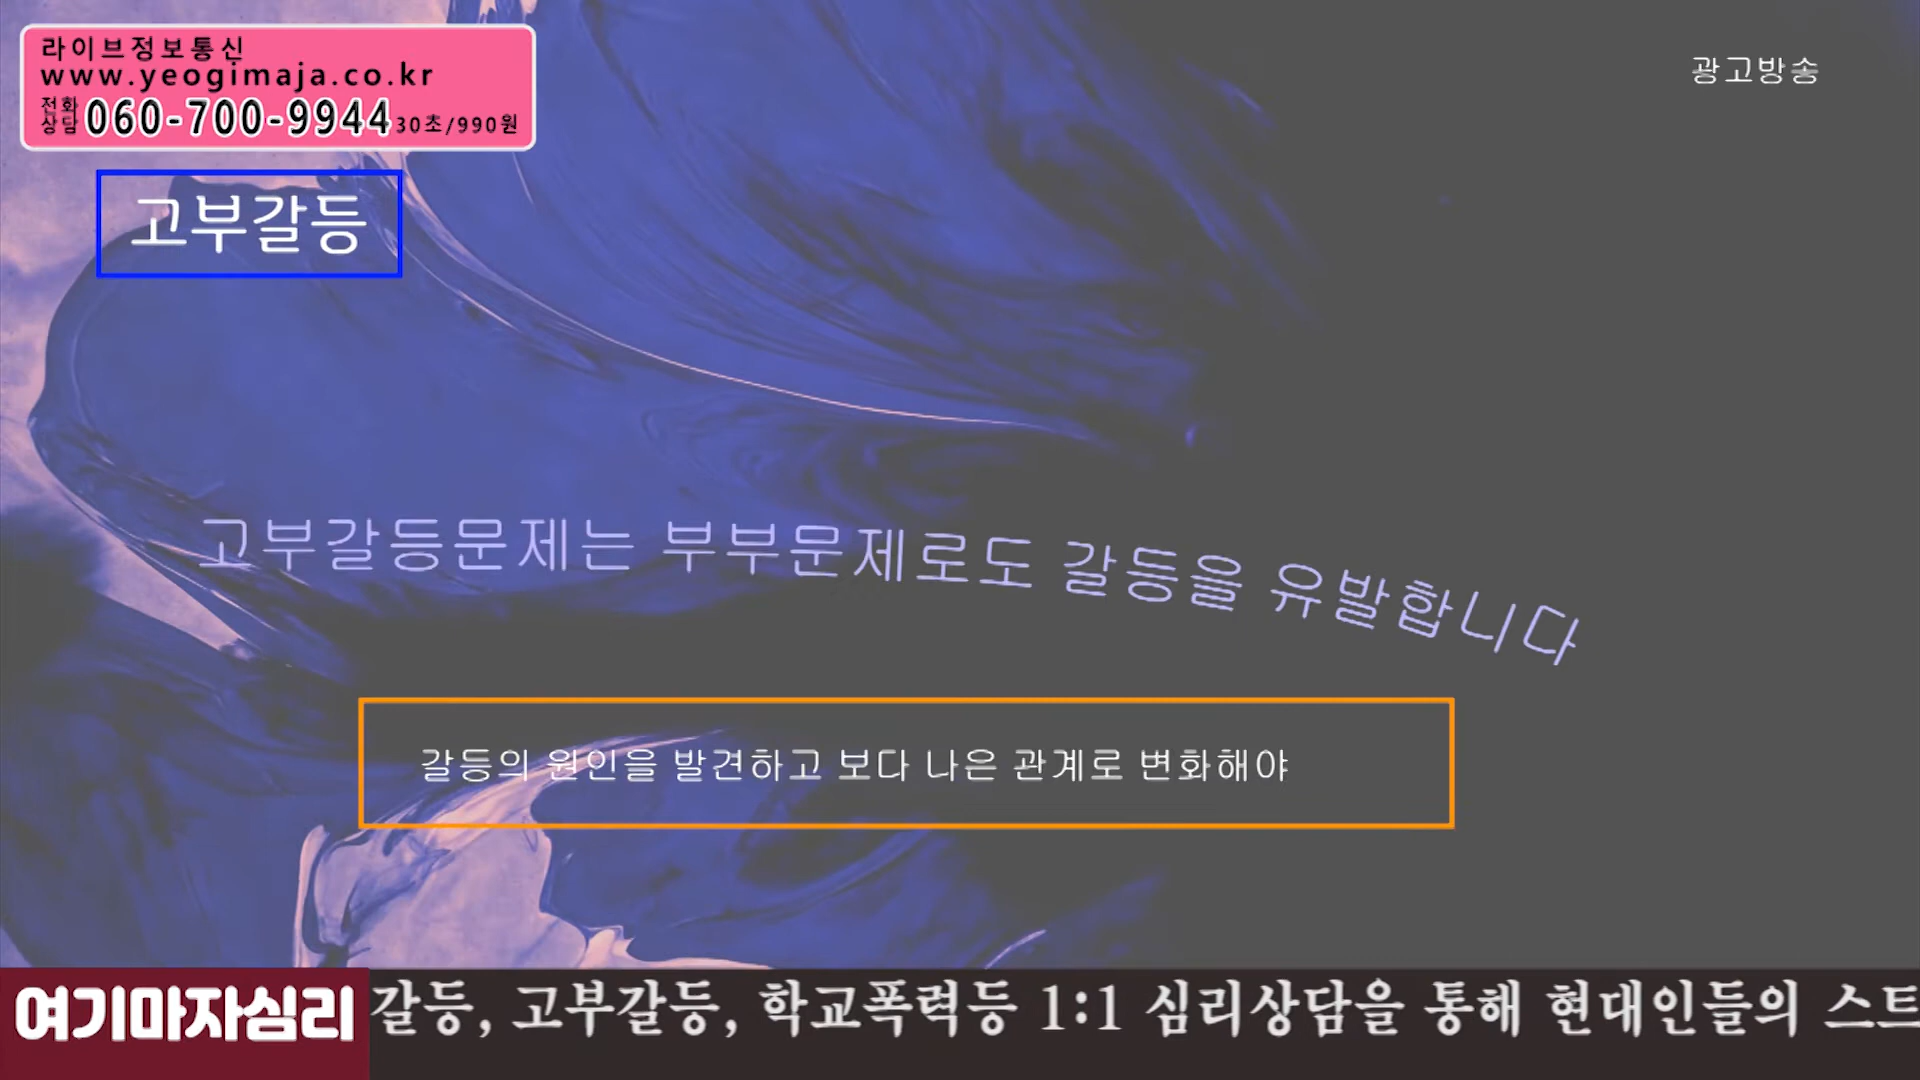 라이브정보통신
www.yeogimaja.co.kr
전화상담 060-700-9944 30초/990원
광고방송
고부갈등
고부갈등문제는 부부문제로도 갈등을 유발합니다
갈등의 원인을 발견하고 보다 나은 관계로 변화해야
여기마자심리 갈등, 고부갈등, 학교폭력등 1:1 심리상담을 통해 현대인들의 스트